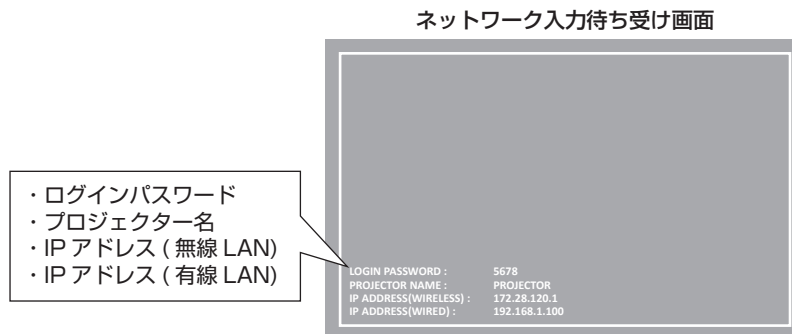 ネットワーク入力待ち受け画面
・ログインパスワード
・プロジェクター名
・IP アドレス ( 無線 LAN)
・IP アドレス ( 有線 LAN)
LOGIN PASSWORD : 5678
PROJECTOR NAME : PROJECTOR
IP ADDRESS(WIRELESS) : 172.28.120.1
IP ADDRESS(WIRED) : 192.168.1.100